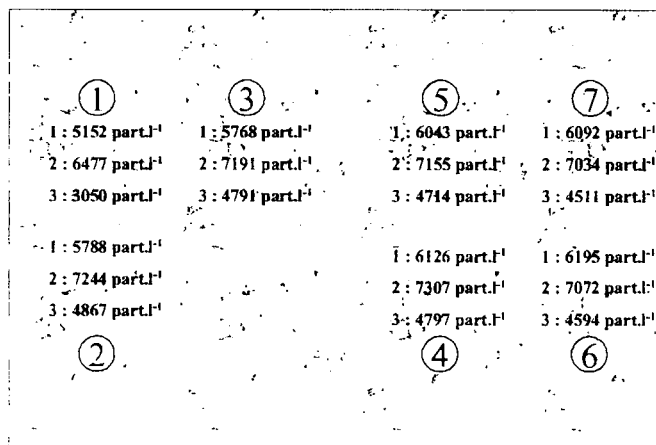 1
1 : 5152 part.l⁻¹
2 : 6477 part.l⁻¹
3 : 3050 part.l⁻¹
3
1 : 5768 part.l⁻¹
2 : 7191 part.l⁻¹
3 : 4791 part.l⁻¹
5
1 : 6043 part.l⁻¹
2 : 7155 part.l⁻¹
3 : 4714 part.l⁻¹
7
1 : 6092 part.l⁻¹
2 : 7034 part.l⁻¹
3 : 4511 part.l⁻¹
1 : 5788 part.l⁻¹
2 : 7244 part.l⁻¹
3 : 4867 part.l⁻¹
2
1 : 6126 part.l⁻¹
2 : 7307 part.l⁻¹
3 : 4797 part.l⁻¹
4
1 : 6195 part.l⁻¹
2 : 7072 part.l⁻¹
3 : 4594 part.l⁻¹
6